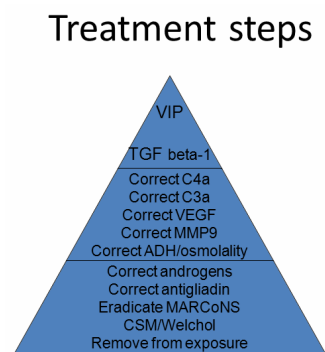 Treatment steps
VIP
TGF beta-1
Correct C4a
Correct C3a
Correct VEGF
Correct MMP9
Correct ADH/osmolality
Correct androgens
Correct antigliadin
Eradicate MARCoNS
CSM/Welchol
Remove from exposure